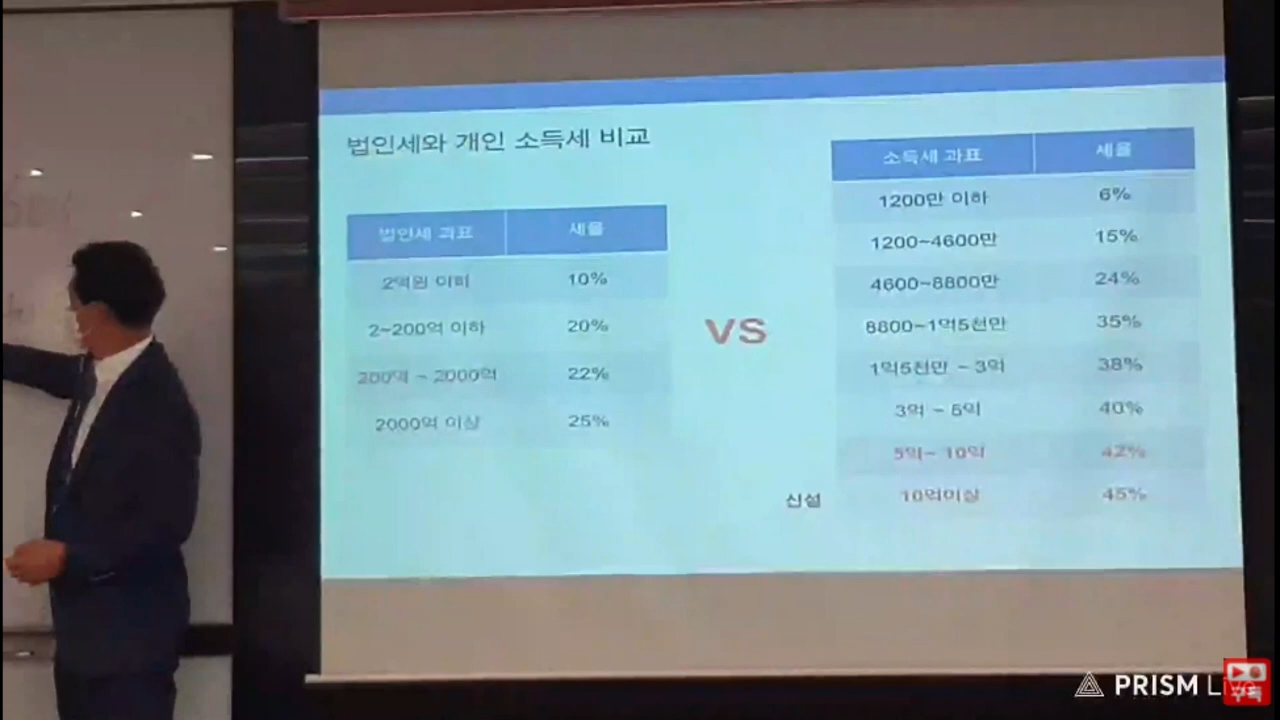 법인세와 개인 소득세 비교
법인세 과표 세율
2억원 이하 10%
2~200억 이하 20%
200억 ~ 2000억 22%
2000억 이상 25%
VS
소득세 과표 세율
1200만 이하 6%
1200~4600만 15%
4600~8800만 24%
8800~1억5천만 35%
1억5천만 ~ 3억 38%
3억 ~ 5억 40%
5억~ 10억 42%
신설 10억이상 45%
PRISM Live
구독